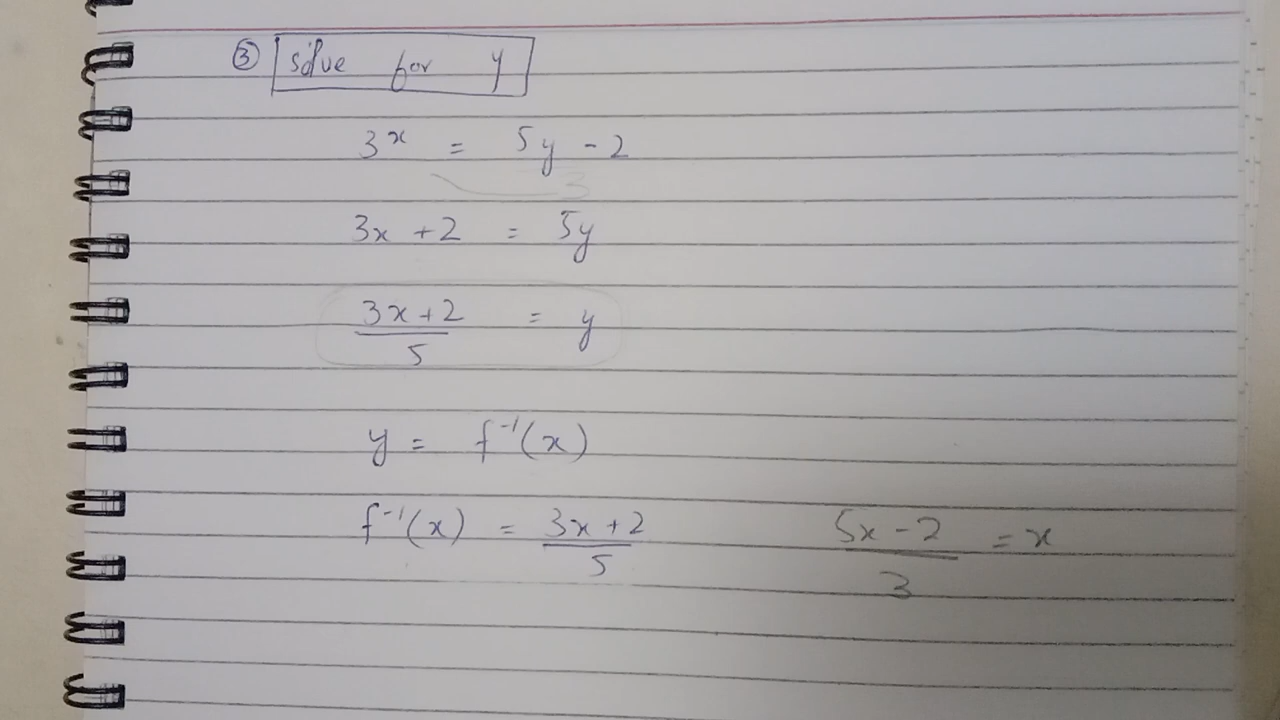 ③ solve for y
3x = 5y - 2
3
3x + 2 = 5y
3x + 2 / 5 = y
y = f⁻¹(x)
f⁻¹(x) = 3x + 2 / 5
5x - 2 / 3 = x